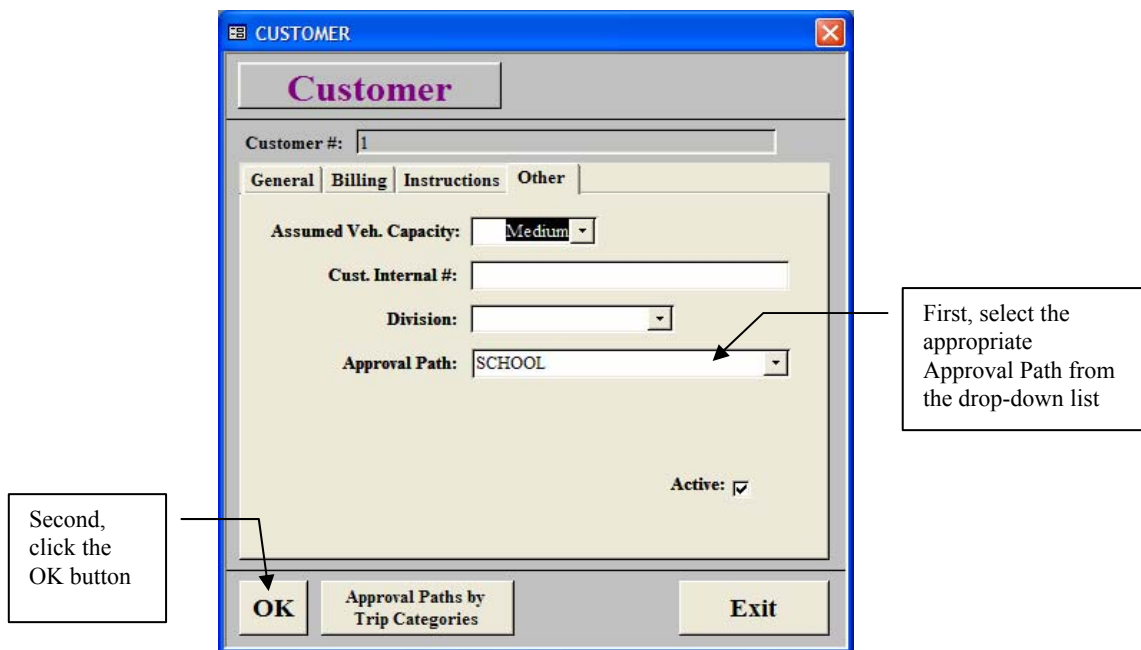 CUSTOMER
Customer
Customer #: 1
General Billing Instructions Other
Assumed Veh. Capacity: Medium
Cust. Internal #:
Division:
Approval Path: SCHOOL
First, select the
appropriate
Approval Path from
the drop-down list
Active:
Second,
click the
OK button
OK
Approval Paths by
Trip Categories
Exit